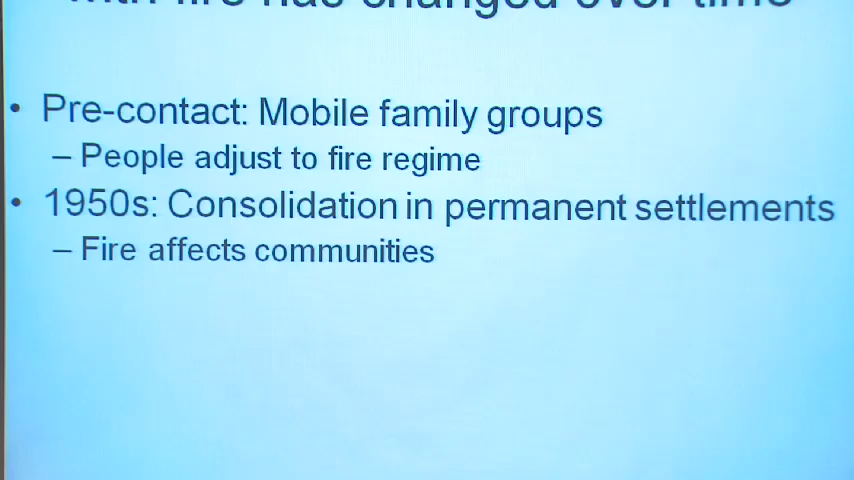 with fire has changed over time
• Pre-contact: Mobile family groups
– People adjust to fire regime
• 1950s: Consolidation in permanent settlements
– Fire affects communities